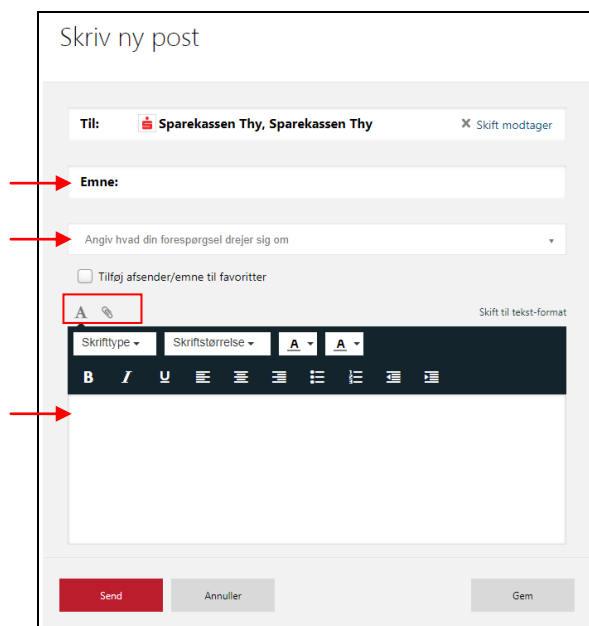 Skriv ny post
Til: Sparekassen Thy, Sparekassen Thy Skift modtager
Emne:
Angiv hvad din forespørgsel drejer sig om
Tilføj afsender/emne til favoritter
A Skift til tekst-format
Skrifttype Skriftstørrelse A A
B I U
Send Annuller Gem